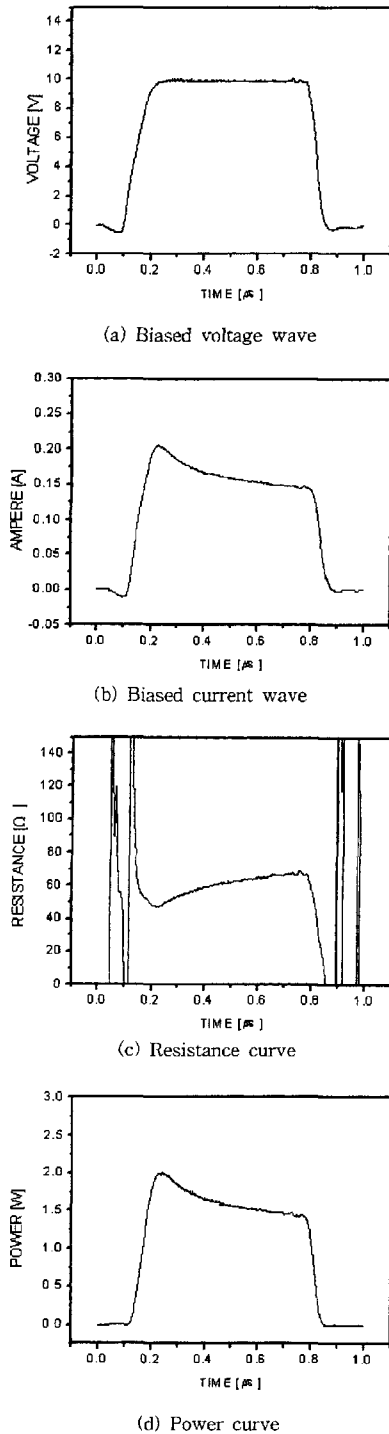 14
12
10
8
6
4
2
0
-2
VOLTAGE [V]
0.0 0.2 0.4 0.6 0.8 1.0
TIME [㎲]
(a) Biased voltage wave
0.30
0.25
0.20
0.15
0.10
0.05
0.00
-0.05
AMPERE [A]
0.0 0.2 0.4 0.6 0.8 1.0
TIME [㎲]
(b) Biased current wave
140
120
100
80
60
40
20
0
RESISTANCE [Ω]
0.0 0.2 0.4 0.6 0.8 1.0
TIME [㎲]
(c) Resistance curve
3.0
2.5
2.0
1.5
1.0
0.5
0.0
POWER [W]
0.0 0.2 0.4 0.6 0.8 1.0
TIME [㎲]
(d) Power curve